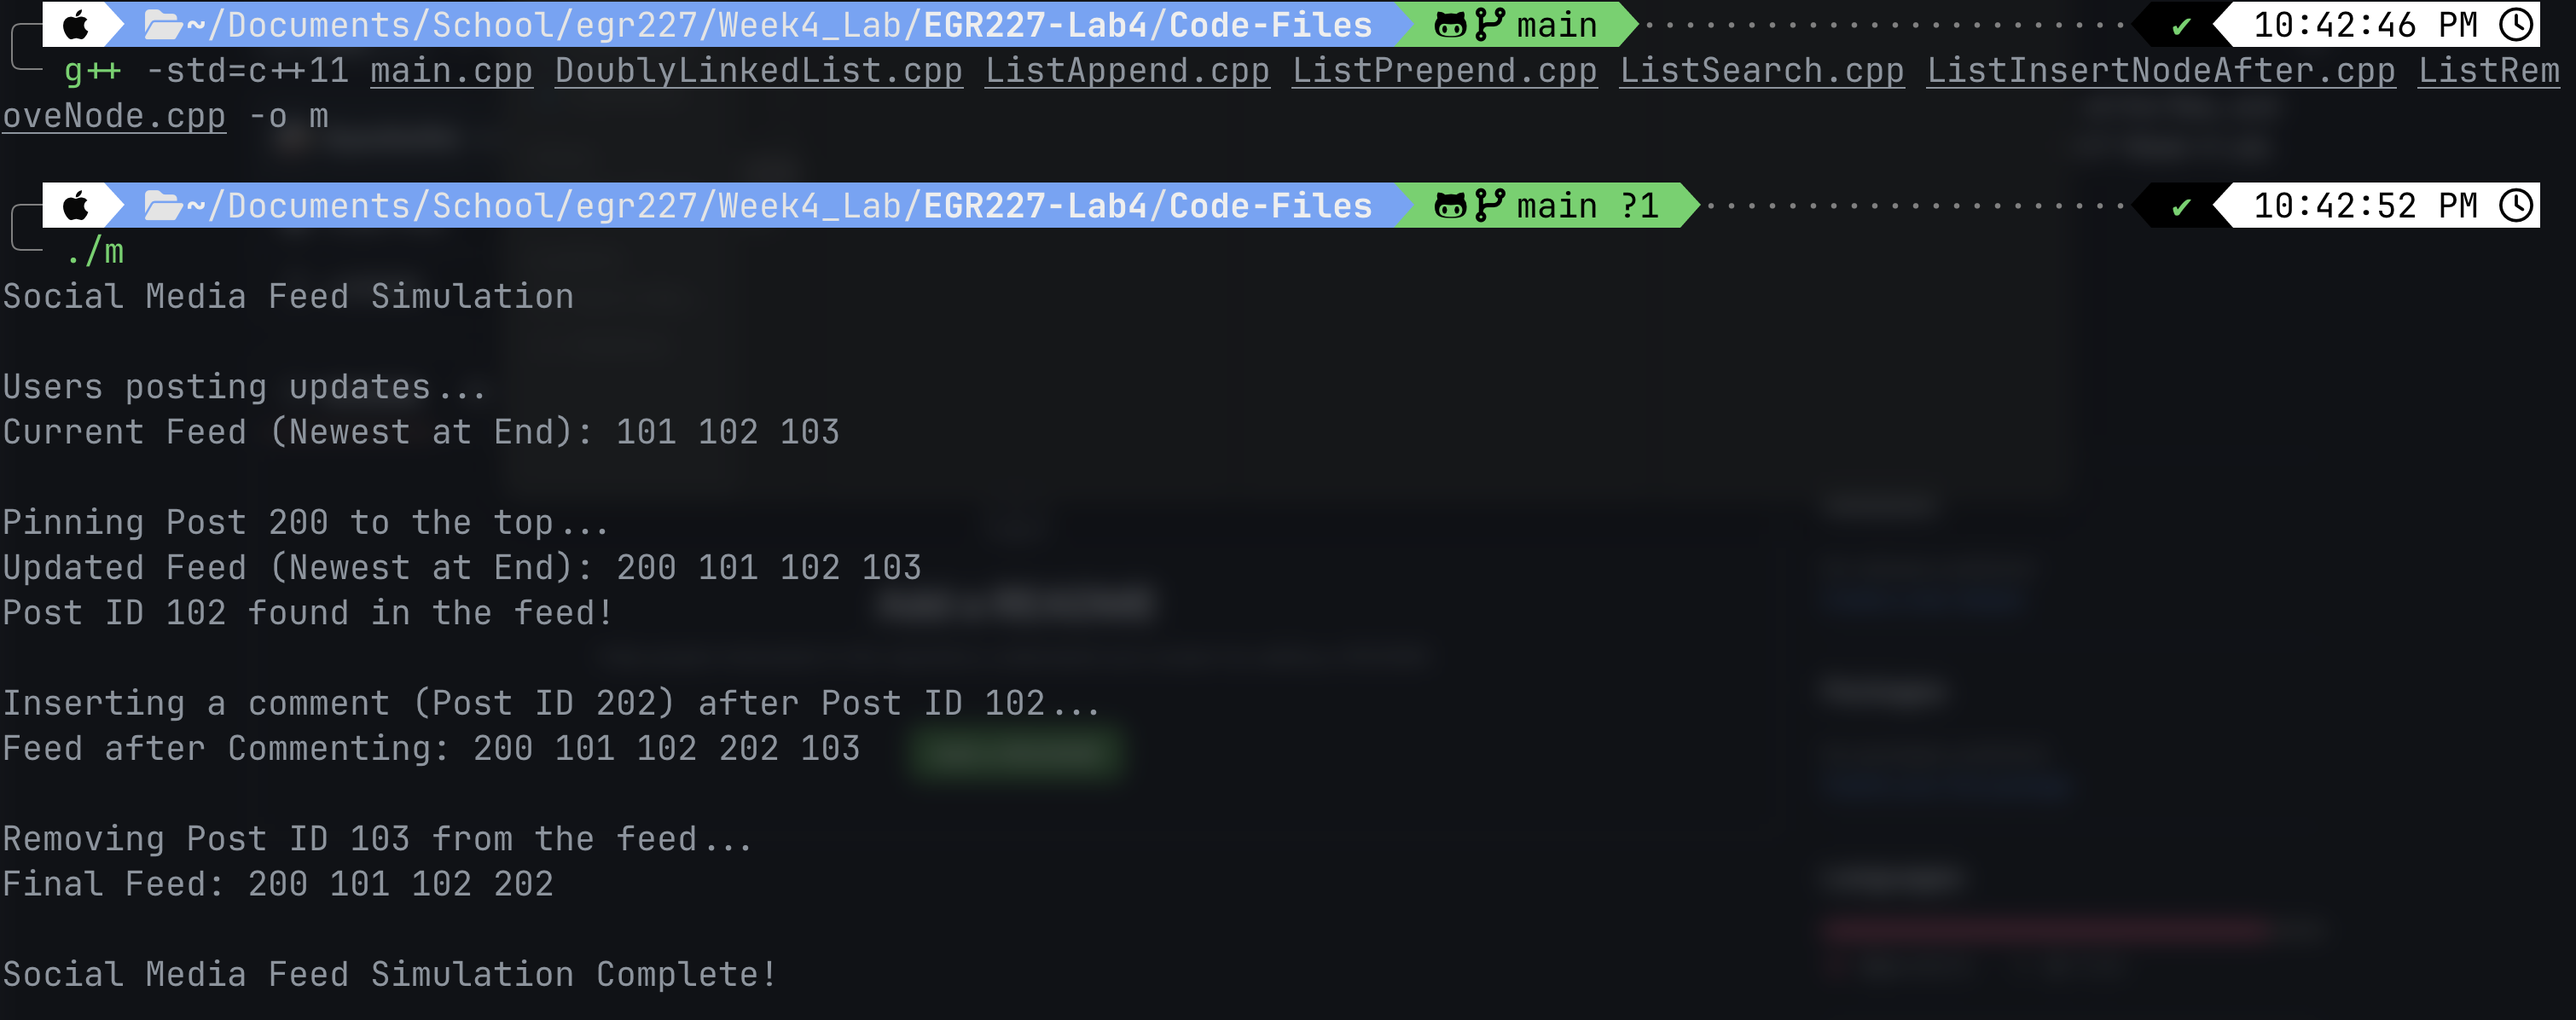 ~/Documents/School/egr227/Week4_Lab/EGR227-Lab4/Code-Files main ✔ 10:42:46 PM
g++ -std=c++11 main.cpp DoublyLinkedList.cpp ListAppend.cpp ListPrepend.cpp ListSearch.cpp ListInsertNodeAfter.cpp ListRem
oveNode.cpp -o m
~/Documents/School/egr227/Week4_Lab/EGR227-Lab4/Code-Files main ?1 ✔ 10:42:52 PM
./m
Social Media Feed Simulation
Users posting updates...
Current Feed (Newest at End): 101 102 103
Pinning Post 200 to the top...
Updated Feed (Newest at End): 200 101 102 103
Post ID 102 found in the feed!
Inserting a comment (Post ID 202) after Post ID 102...
Feed after Commenting: 200 101 102 202 103
Removing Post ID 103 from the feed...
Final Feed: 200 101 102 202
Social Media Feed Simulation Complete!